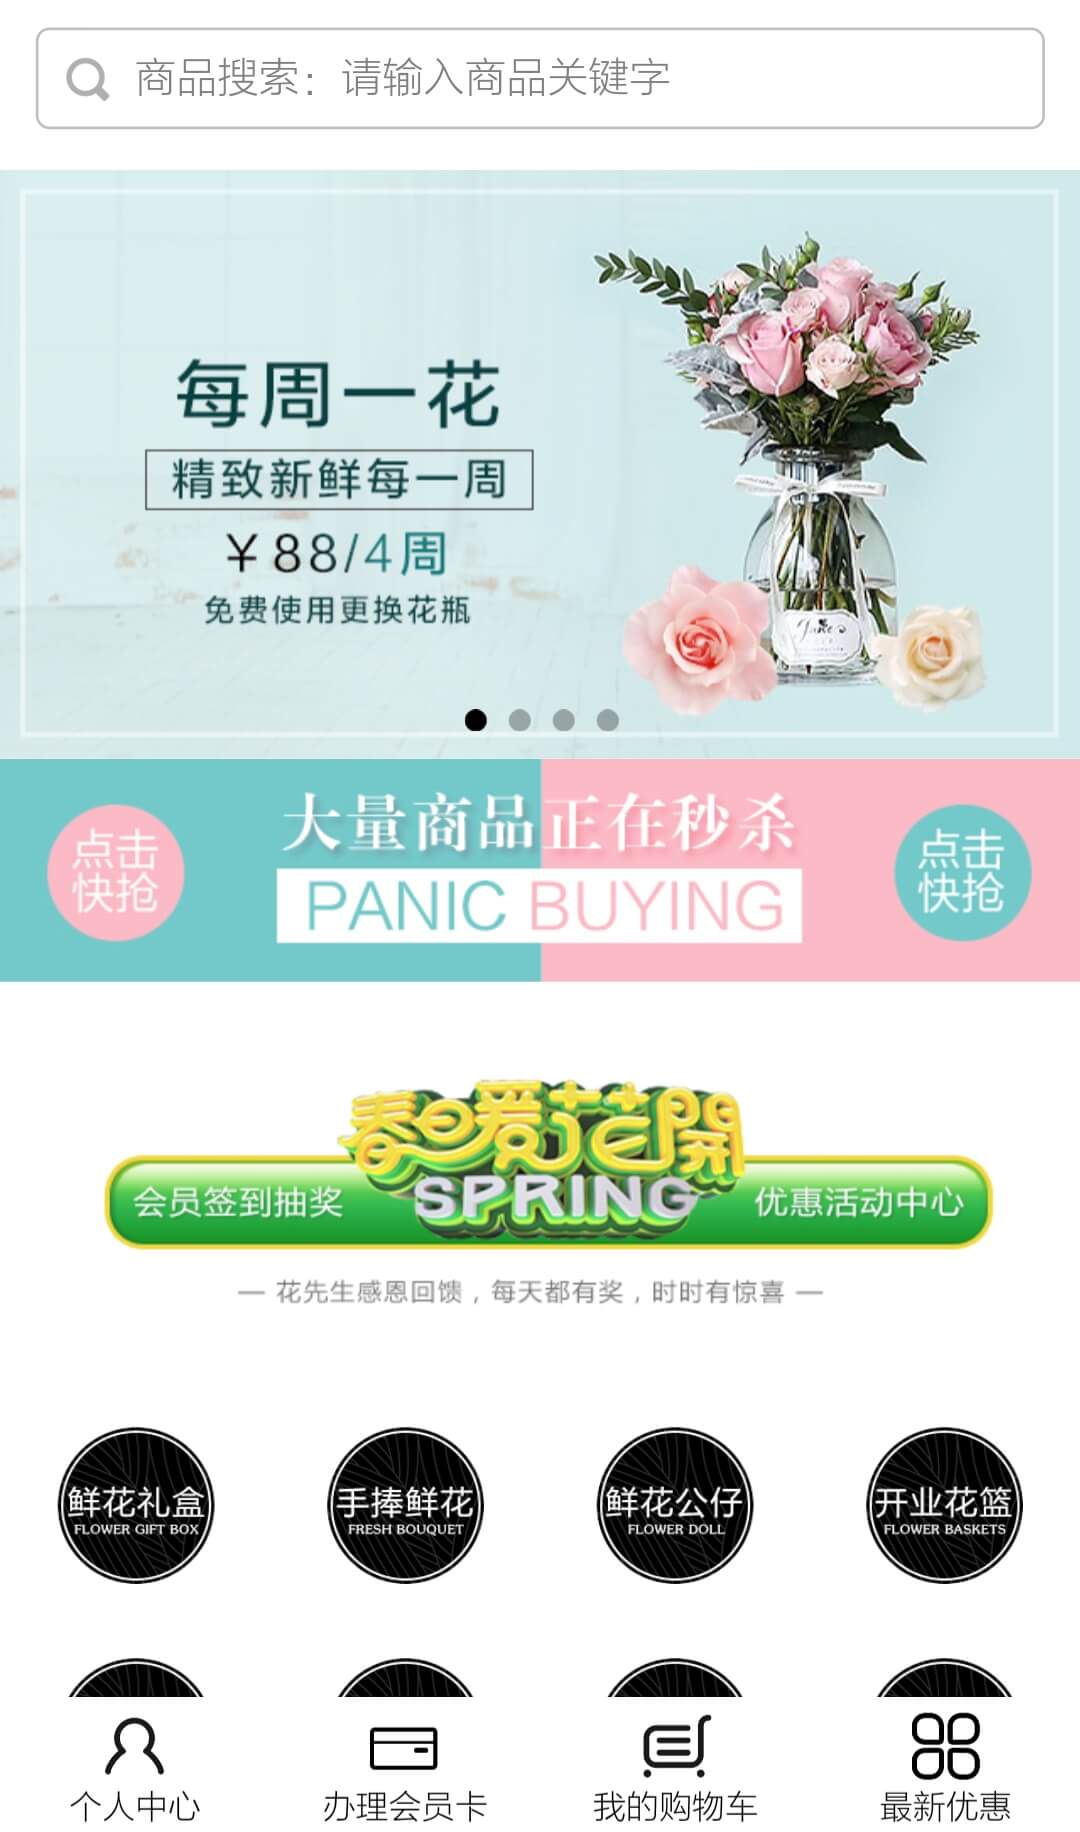 商品搜索：请输入商品关键字
每周一花
精致新鲜每一周
￥88/4周
免费使用更换花瓶
大量商品正在秒杀
点击
快抢
PANIC BUYING
点击
快抢
春日爱花開
SPRING
会员签到抽奖
优惠活动中心
— 花先生感恩回馈，每天都有奖，时时有惊喜 —
鲜花礼盒
FLOWER GIFT BOX
手捧鲜花
FRESH BOUQUET
鲜花公仔
FLOWER DOLL
开业花篮
FLOWER BASKETS
个人中心
办理会员卡
我的购物车
最新优惠